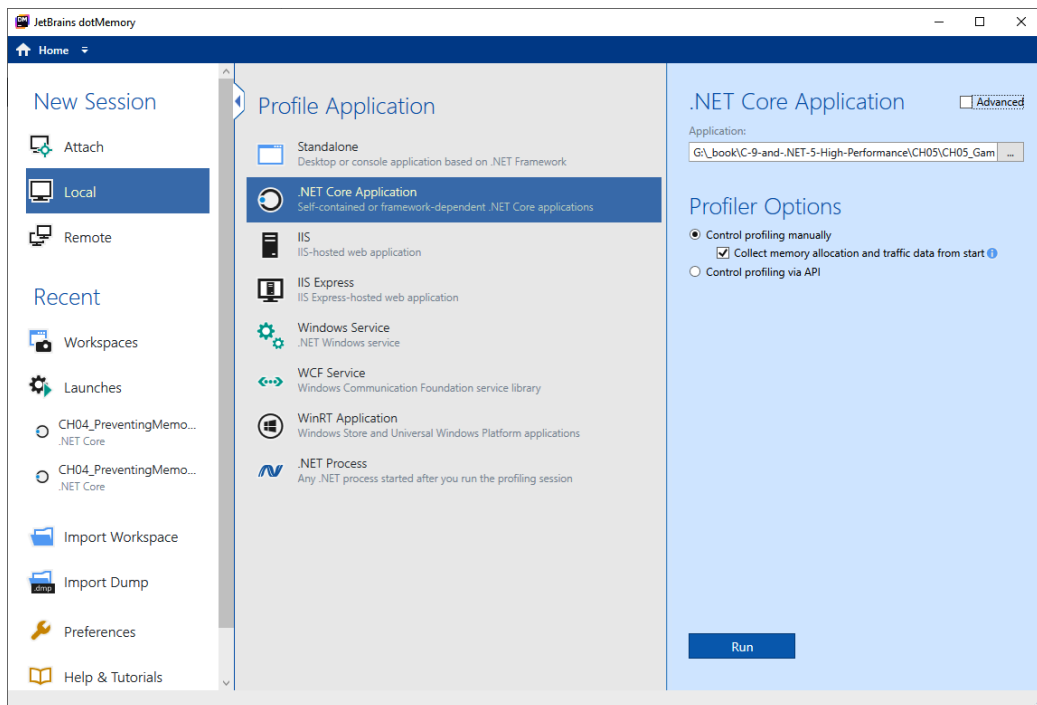 DM
JetBrains dotMemory
Home
New Session
Attach
Local
Remote
Recent
Workspaces
Launches
CH04_PreventingMemo...
.NET Core
CH04_PreventingMemo...
.NET Core
Import Workspace
.dmp
Import Dump
Preferences
Help & Tutorials
Profile Application
Standalone
Desktop or console application based on .NET Framework
.NET Core Application
Self-contained or framework-dependent .NET Core applications
IIS
IIS-hosted web application
IIS Express
IIS Express-hosted web application
Windows Service
.NET Windows service
WCF Service
Windows Communication Foundation service library
WinRT Application
Windows Store and Universal Windows Platform applications
.NET Process
Any .NET process started after you run the profiling session
.NET Core Application
Advanced
Application:
G:\_book\C-9-and-.NET-5-High-Performance\CH05\CH05_Gam
...
Profiler Options
Control profiling manually
Collect memory allocation and traffic data from start
Control profiling via API
Run